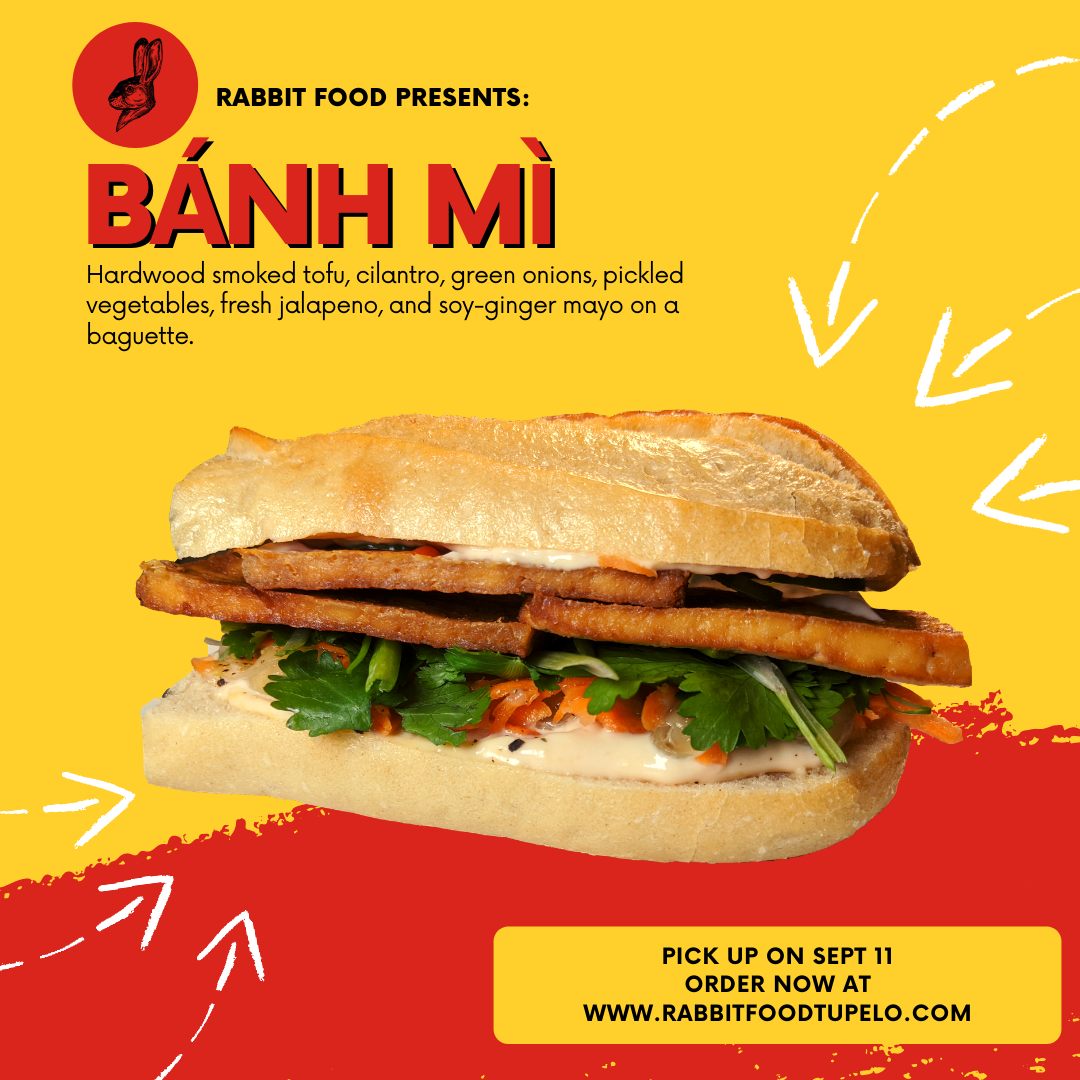 RABBIT FOOD PRESENTS:
BÁNH MÌ
Hardwood smoked tofu, cilantro, green onions, pickled
vegetables, fresh jalapeno, and soy-ginger mayo on a
baguette.
PICK UP ON SEPT 11
ORDER NOW AT
WWW.RABBITFOODTUPELO.COM